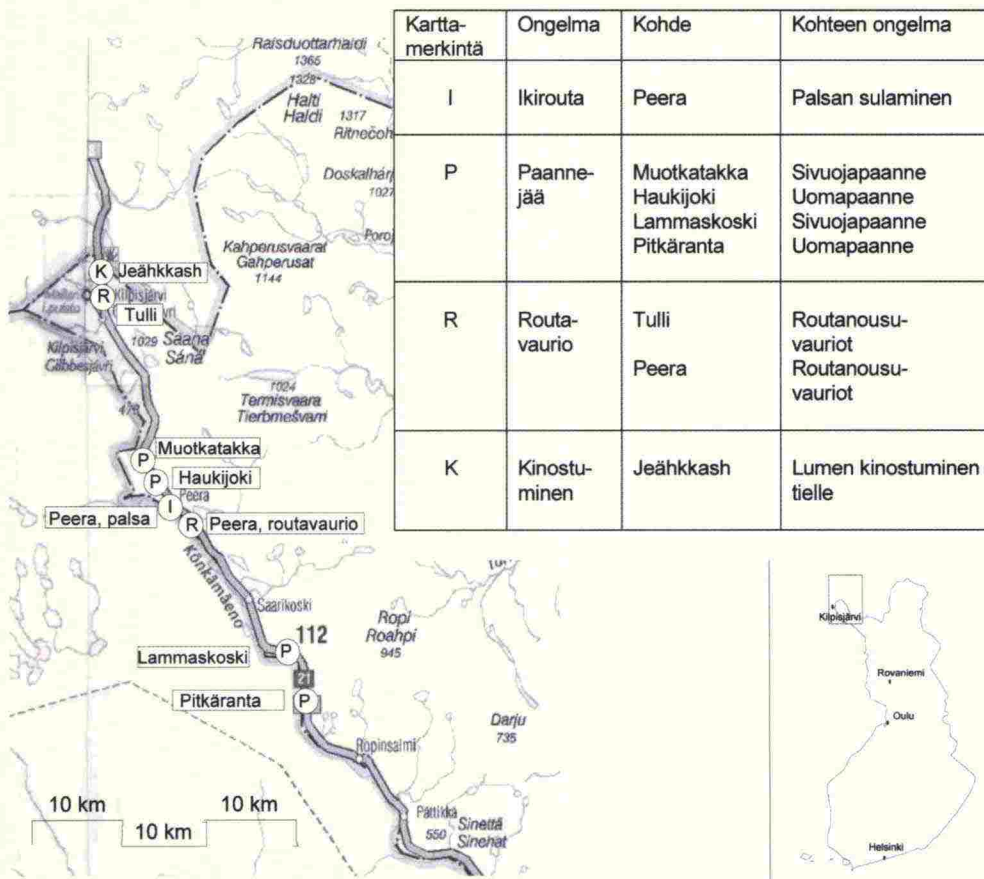 Kartta-
merkintä
Ongelma
Kohde
Kohteen ongelma
I
Ikirouta
Peera
Palsan sulaminen
P
Paanne-
jää
Muotkatakka
Haukijoki
Lammaskoski
Pitkäranta
Sivuojapaanne
Uomapaanne
Sivuojapaanne
Uomapaanne
R
Routa-
vaurio
Tulli
Peera
Routanousu-
vauriot
Routanousu-
vauriot
K
Kinostu-
minen
Jeähkkash
Lumen kinostuminen
tielle
Raisduottarhaldi
1365
1328
Halti
Haldi
1317
Ritnečoh
Doskalhárj
1027
Poroj
Kahperusvaarat
Gahperusat
1144
K
Jeähkkash
R
Kilpisjärvi
Tulli
1029
Saana
Sána
Kilpisjärvi
1024
Termisvaara
Tierbmesvarri
P
Muotkatakka
P
Haukijoki
Peera
I
Peera, palsa
R
Peera, routavaurio
Könkämäeno
Saarikoski
Ropi
Roahpi
945
112
P
Lammaskoski
21
P
Pitkäranta
Darju
735
Ropinsalmi
Pättikkä
550
Sinettä
Sinehat
10 km
10 km
10 km
Kilpisjärvi
Rovaniemi
Oulu
Helsinki